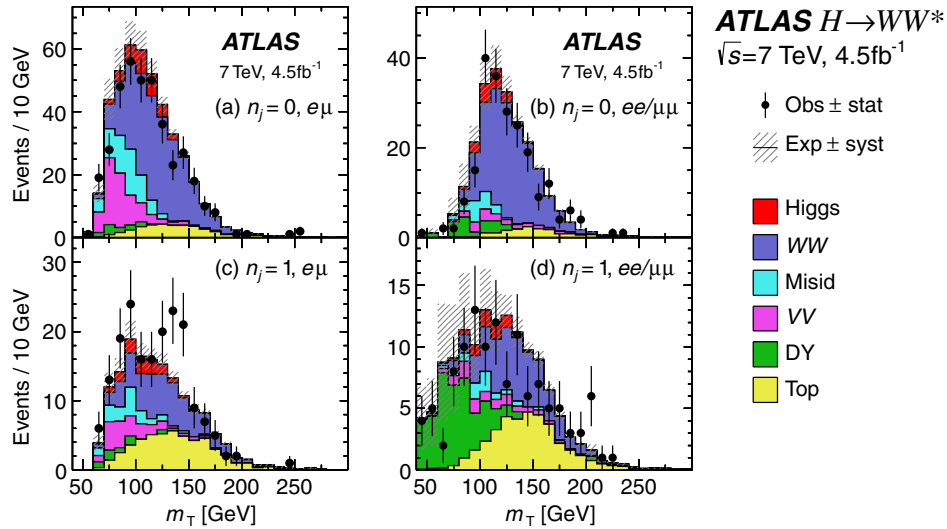 ATLAS
7 TeV, 4.5fb⁻¹
(a) nⱼ = 0, eμ
Events / 10 GeV
0
20
40
60
ATLAS
7 TeV, 4.5fb⁻¹
(b) nⱼ = 0, ee/μμ
0
20
40
(c) nⱼ = 1, eμ
Events / 10 GeV
0
10
20
30
50 100 150 200 250
m_T [GeV]
(d) nⱼ = 1, ee/μμ
0
5
10
15
50 100 150 200 250
m_T [GeV]
ATLAS H→WW*
√s=7 TeV, 4.5fb⁻¹
Obs ± stat
Exp ± syst
Higgs
WW
Misid
VV
DY
Top